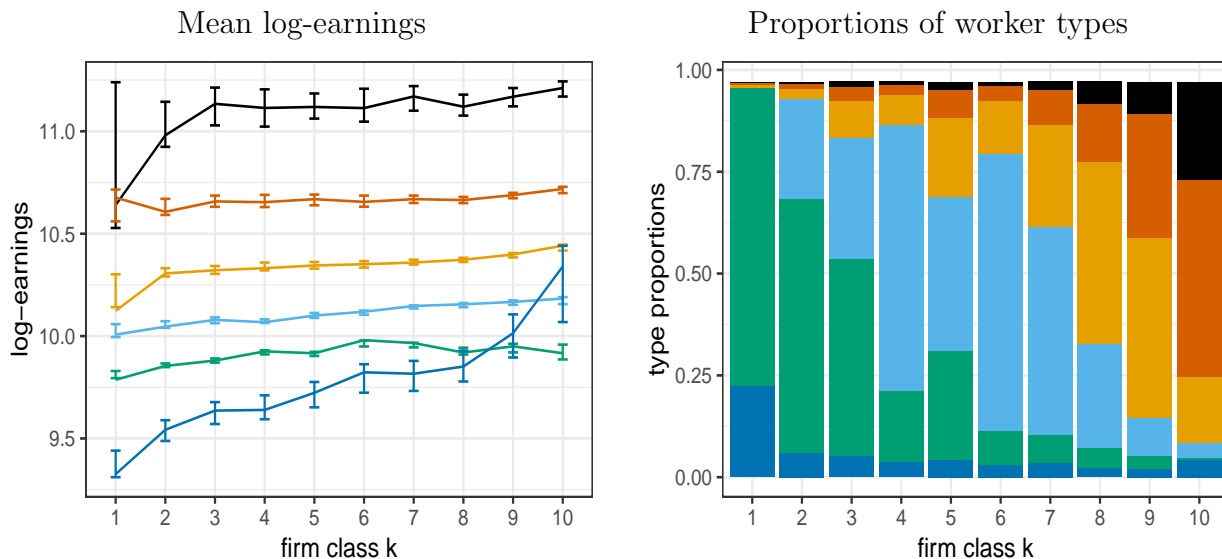 Mean log-earnings
11.0
10.5
10.0
9.5
log−earnings
1 2 3 4 5 6 7 8 9 10
firm class k
Proportions of worker types
1.00
0.75
0.50
0.25
0.00
type proportions
1 2 3 4 5 6 7 8 9 10
firm class k